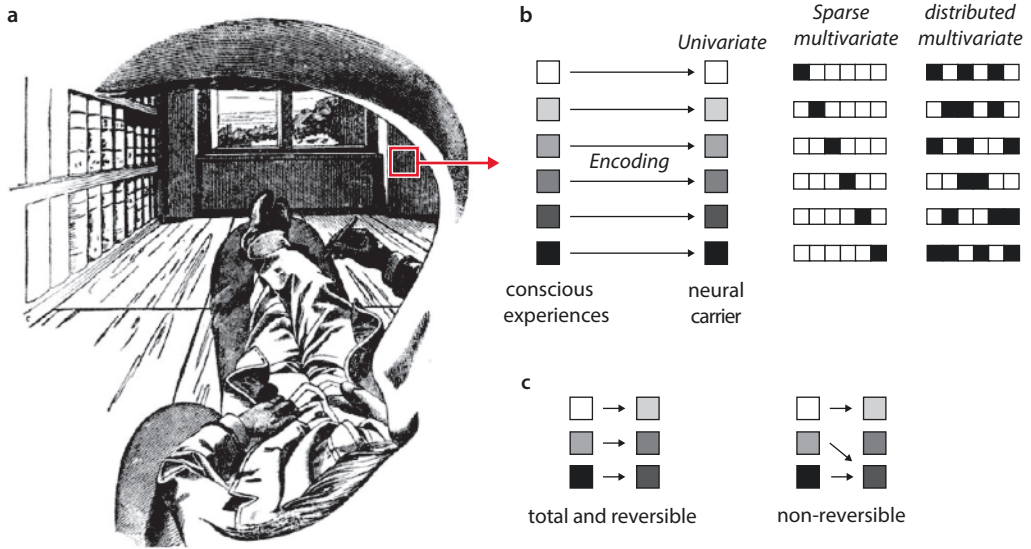 a
b
Univariate
Sparse
multivariate
distributed
multivariate
Encoding
conscious
experiences
neural
carrier
c
total and reversible
non-reversible